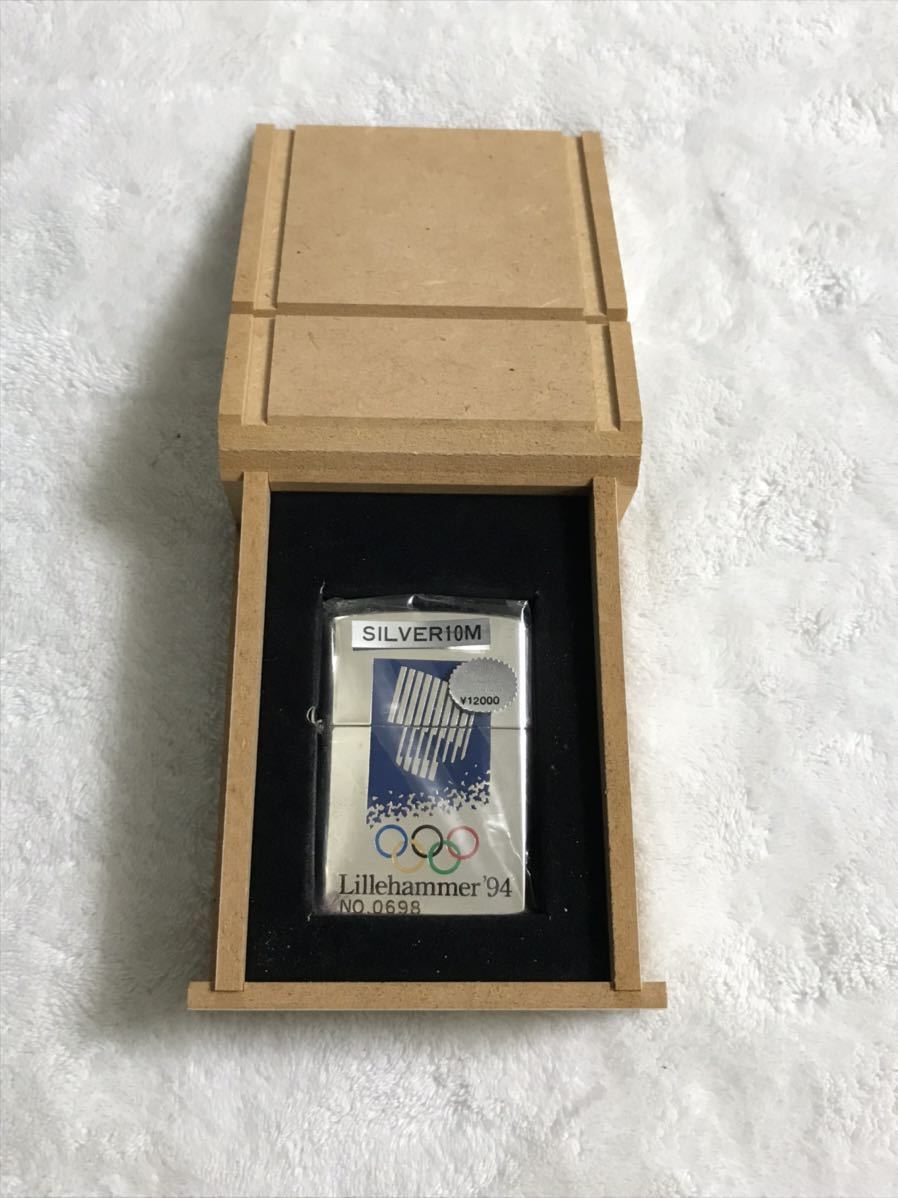 SILVER10M
¥12000
Lillehammer '94
NO.0698